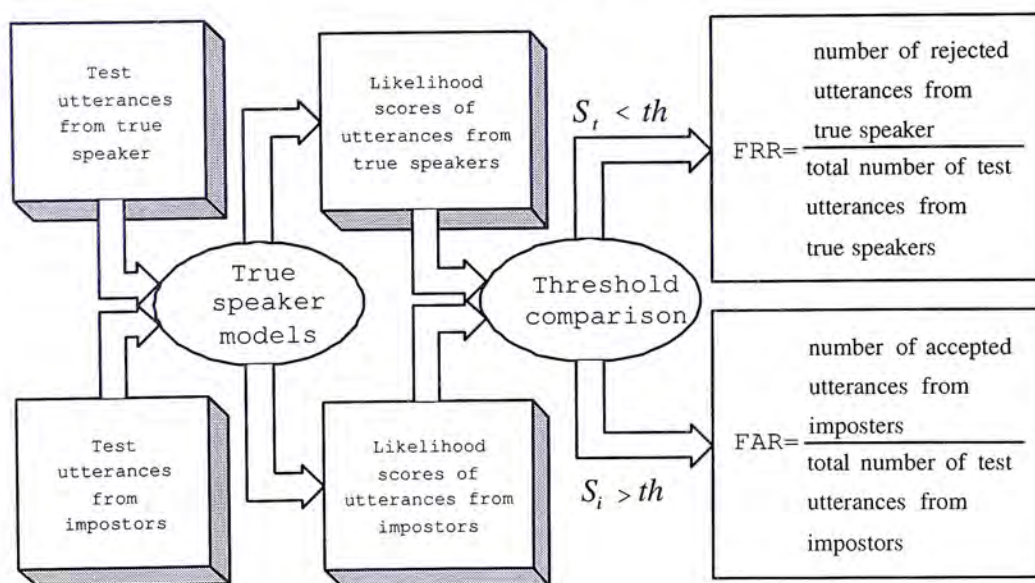 Test
utterances
from true
speaker
True
speaker
models
Test
utterances
from
impostors
Likelihood
scores of
utterances from
true speakers
Likelihood
scores of
utterances from
impostors
S_t < th
Threshold
comparison
S_i > th
number of rejected
utterances from
true speaker
FRR=
total number of test
utterances from
true speakers
number of accepted
utterances from
imposters
FAR=
total number of test
utterances from
impostors